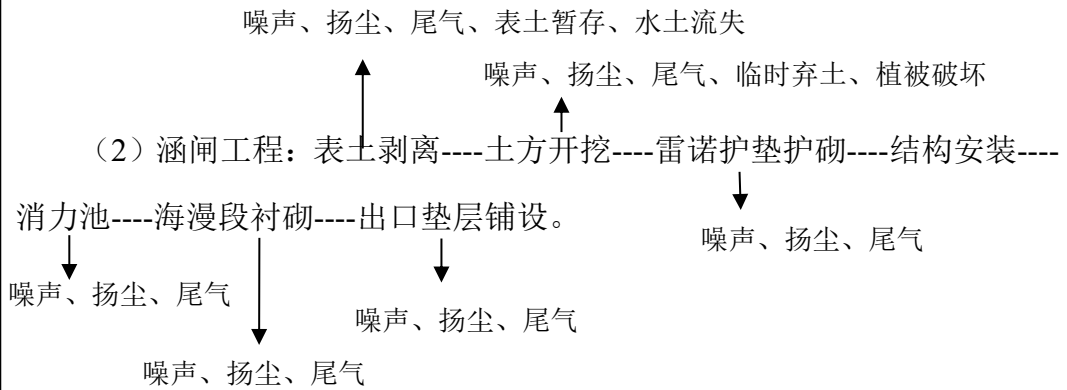 噪声、扬尘、尾气、表土暂存、水土流失
噪声、扬尘、尾气、临时弃土、植被破坏
（2）涵闸工程：表土剥离----土方开挖----雷诺护垫护砌----结构安装----
消力池----海漫段衬砌----出口垫层铺设。
噪声、扬尘、尾气
噪声、扬尘、尾气
噪声、扬尘、尾气
噪声、扬尘、尾气